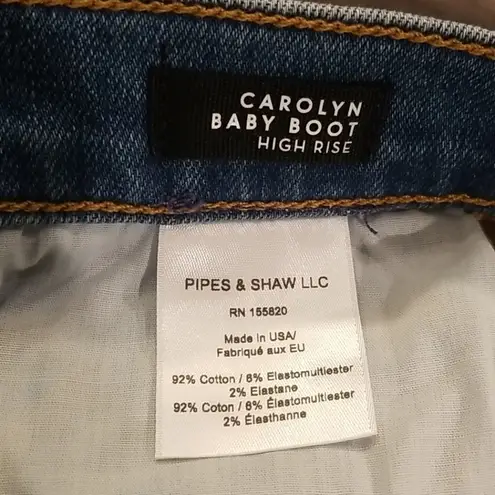 CAROLYN
BABY BOOT
HIGH RISE
PIPES & SHAW LLC
RN 155820
Made in USA/
Fabriqué aux EU
92% Cotton / 6% Elastomultiester
2% Elastane
92% Coton / 6% Élastomultiester
2% Élasthanne